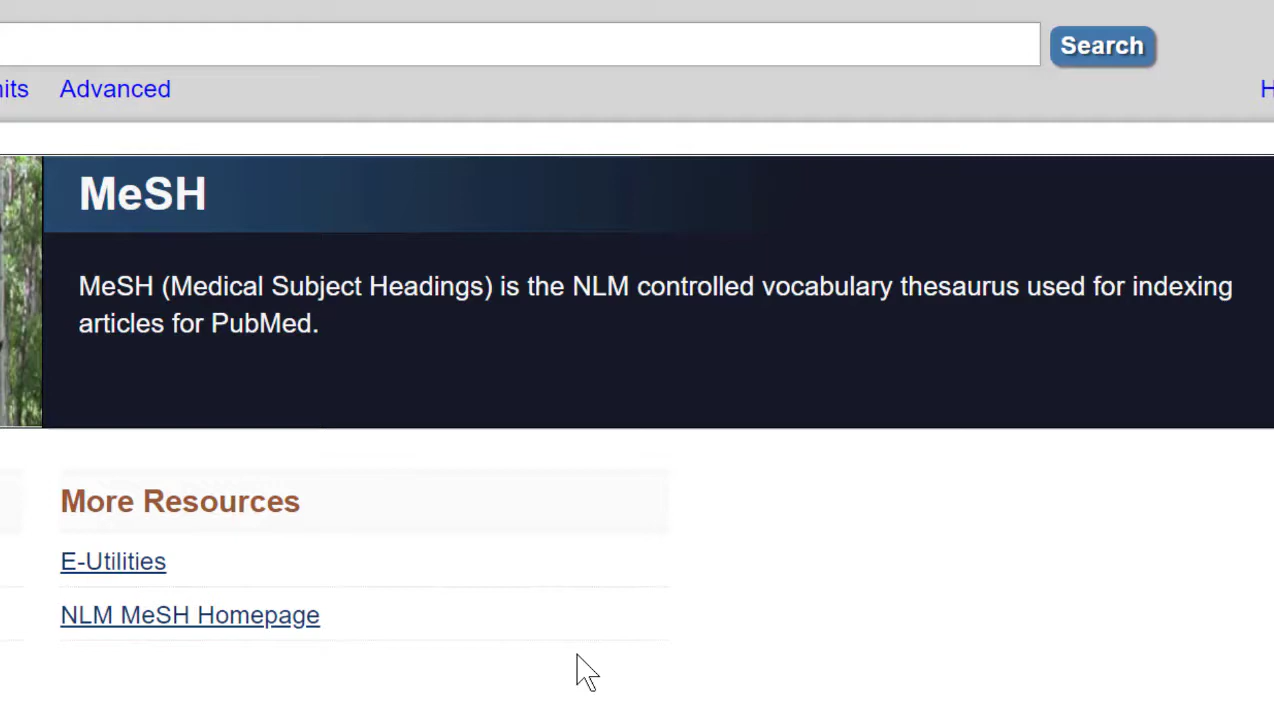 Search
Advanced
MeSH
MeSH (Medical Subject Headings) is the NLM controlled vocabulary thesaurus used for indexing
articles for PubMed.
More Resources
E-Utilities
NLM MeSH Homepage